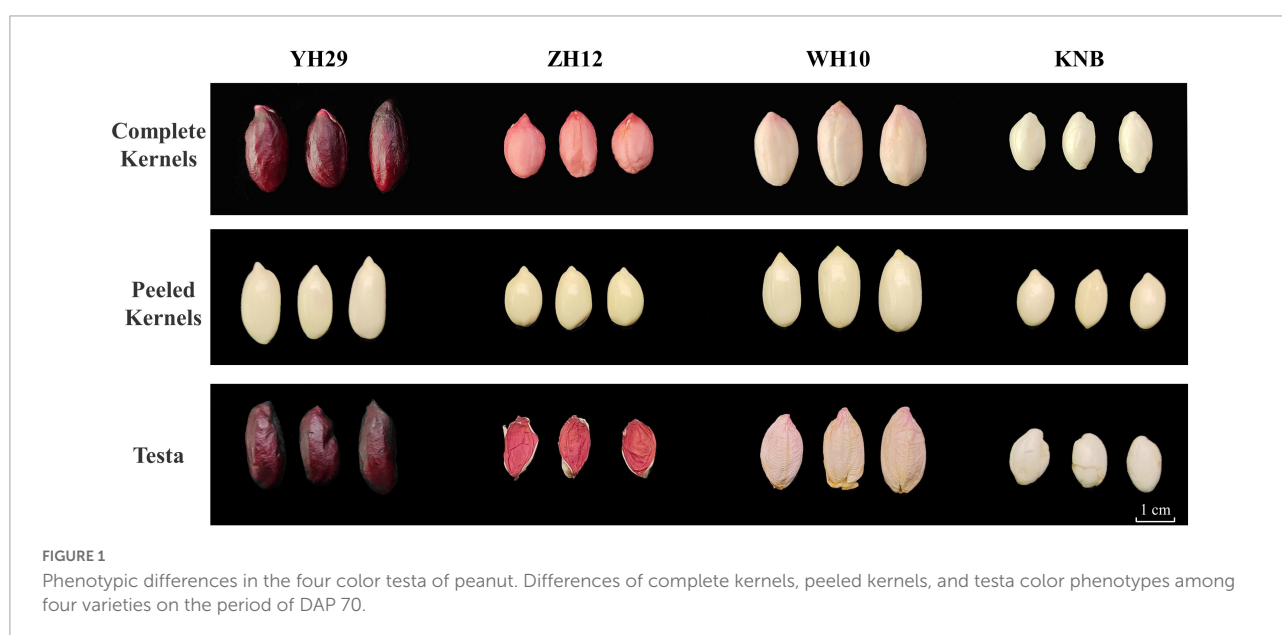 YH29 ZH12 WH10 KNB
Complete
Kernels
Peeled
Kernels
Testa
1 cm
FIGURE 1
Phenotypic differences in the four color testa of peanut. Differences of complete kernels, peeled kernels, and testa color phenotypes among
four varieties on the period of DAP 70.